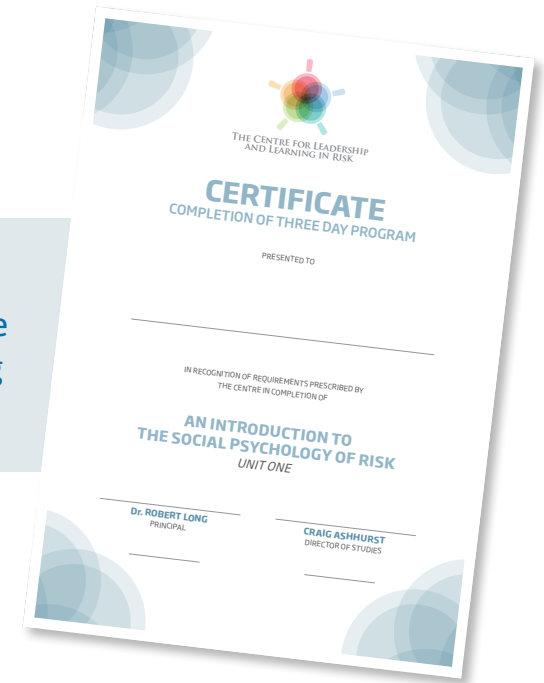 THE CENTRE FOR LEADERSHIP
AND LEARNING IN RISK
CERTIFICATE
COMPLETION OF THREE DAY PROGRAM
PRESENTED TO
IN RECOGNITION OF REQUIREMENTS PRESCRIBED BY
THE CENTRE IN COMPLETION OF
AN INTRODUCTION TO
THE SOCIAL PSYCHOLOGY OF RISK
UNIT ONE
Dr. ROBERT LONG
PRINCIPAL
CRAIG ASHHURST
DIRECTOR OF STUDIES